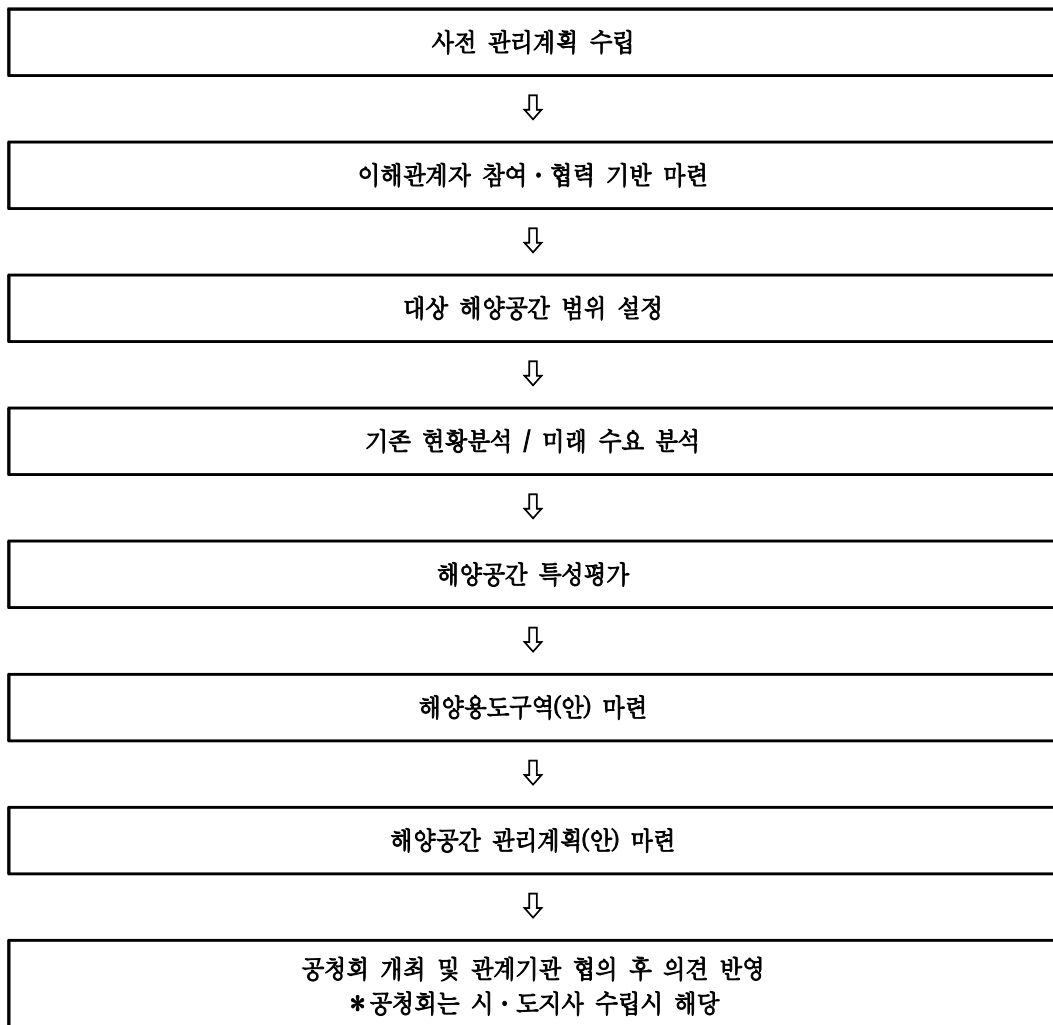 사전 관리계획 수립
⇩
이해관계자 참여·협력 기반 마련
⇩
대상 해양공간 범위 설정
⇩
기존 현황분석 / 미래 수요 분석
⇩
해양공간 특성평가
⇩
해양용도구역(안) 마련
⇩
해양공간 관리계획(안) 마련
⇩
공청회 개최 및 관계기관 협의 후 의견 반영
*공청회는 시·도지사 수립시 해당